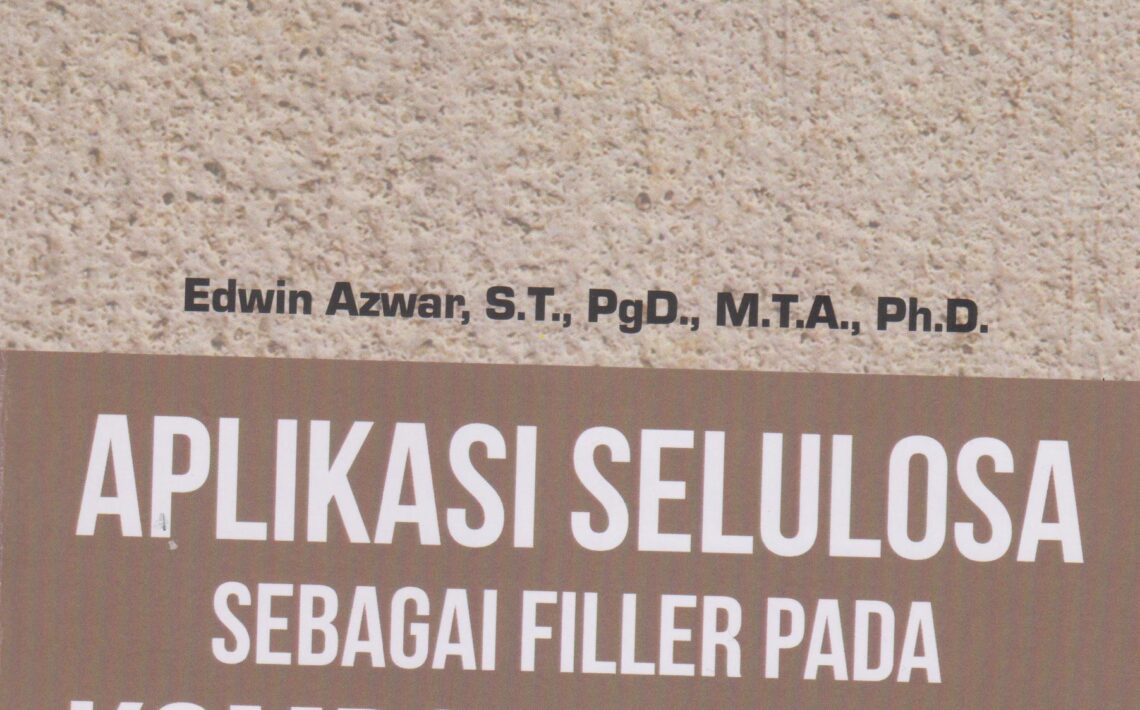 Edwin Azwar, S.T., PgD., M.T.A., Ph.D.
APLIKASI SELULOSA
SEBAGAI FILLER PADA